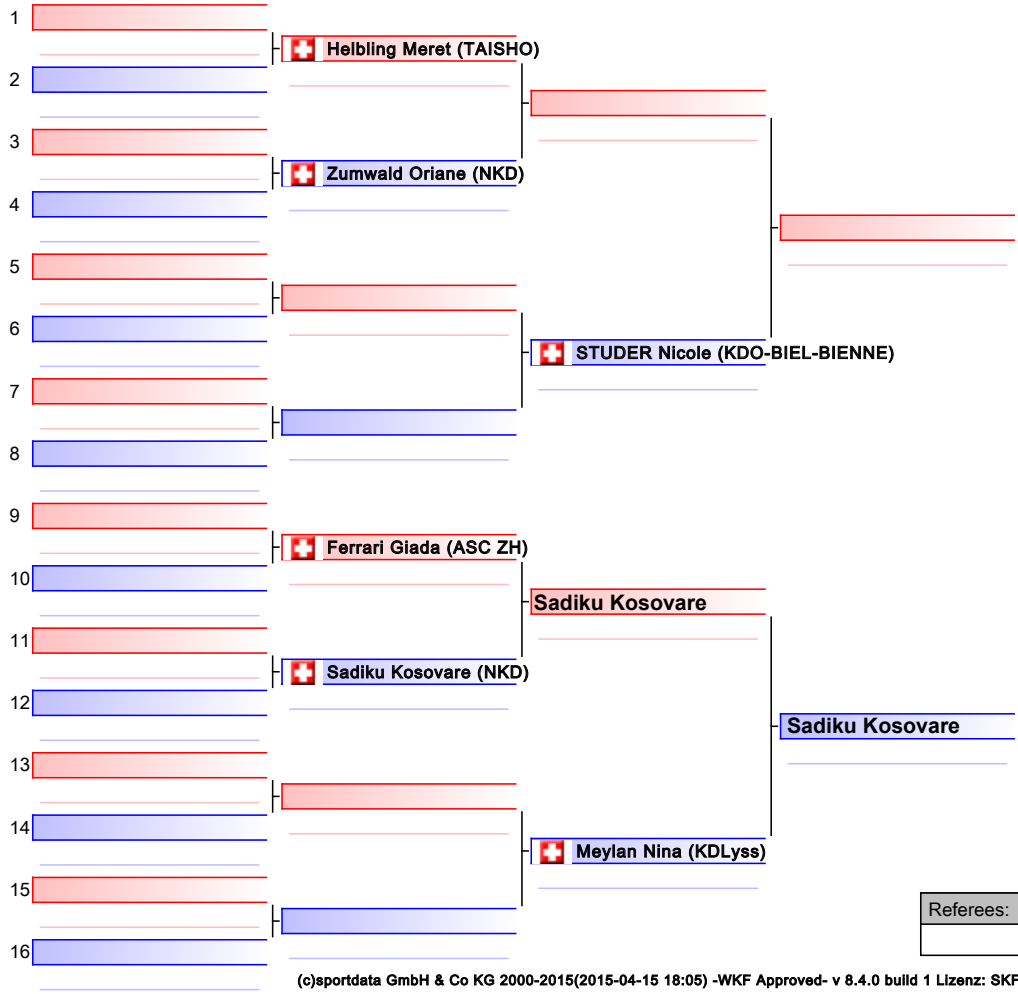 1
Helbling Meret (TAISHO)
2
3
Zumwald Oriane (NKD)
4
5
6
STUDER Nicole (KDO-BIEL-BIENNE)
7
8
9
Ferrari Giada (ASC ZH)
10
Sadiku Kosovare
11
Sadiku Kosovare (NKD)
12
Sadiku Kosovare
13
14
Meylan Nina (KDLyss)
15
Referees:
16
(c)sportdata GmbH & Co KG 2000-2015(2015-04-15 18:05) -WKF Approved- v 8.4.0 build 1 Lizenz: SKF